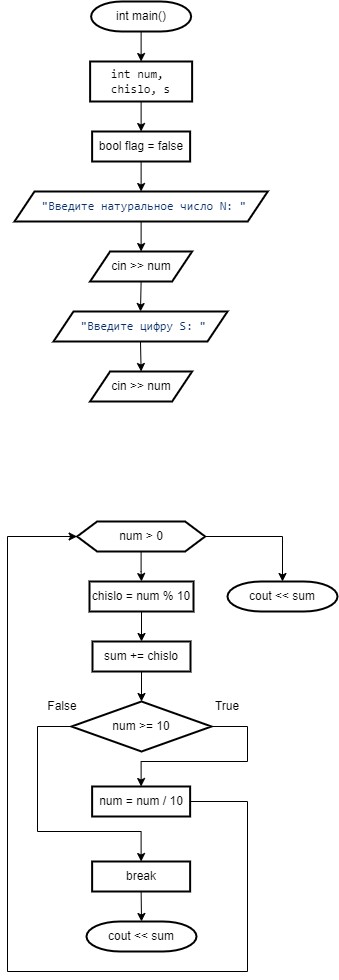 int main()
int num,
chislo, s
bool flag = false
"Введите натуральное число N: "
cin >> num
"Введите цифру S: "
cin >> num
num > 0
chislo = num % 10
cout << sum
sum += chislo
False
True
num >= 10
num = num / 10
break
cout << sum